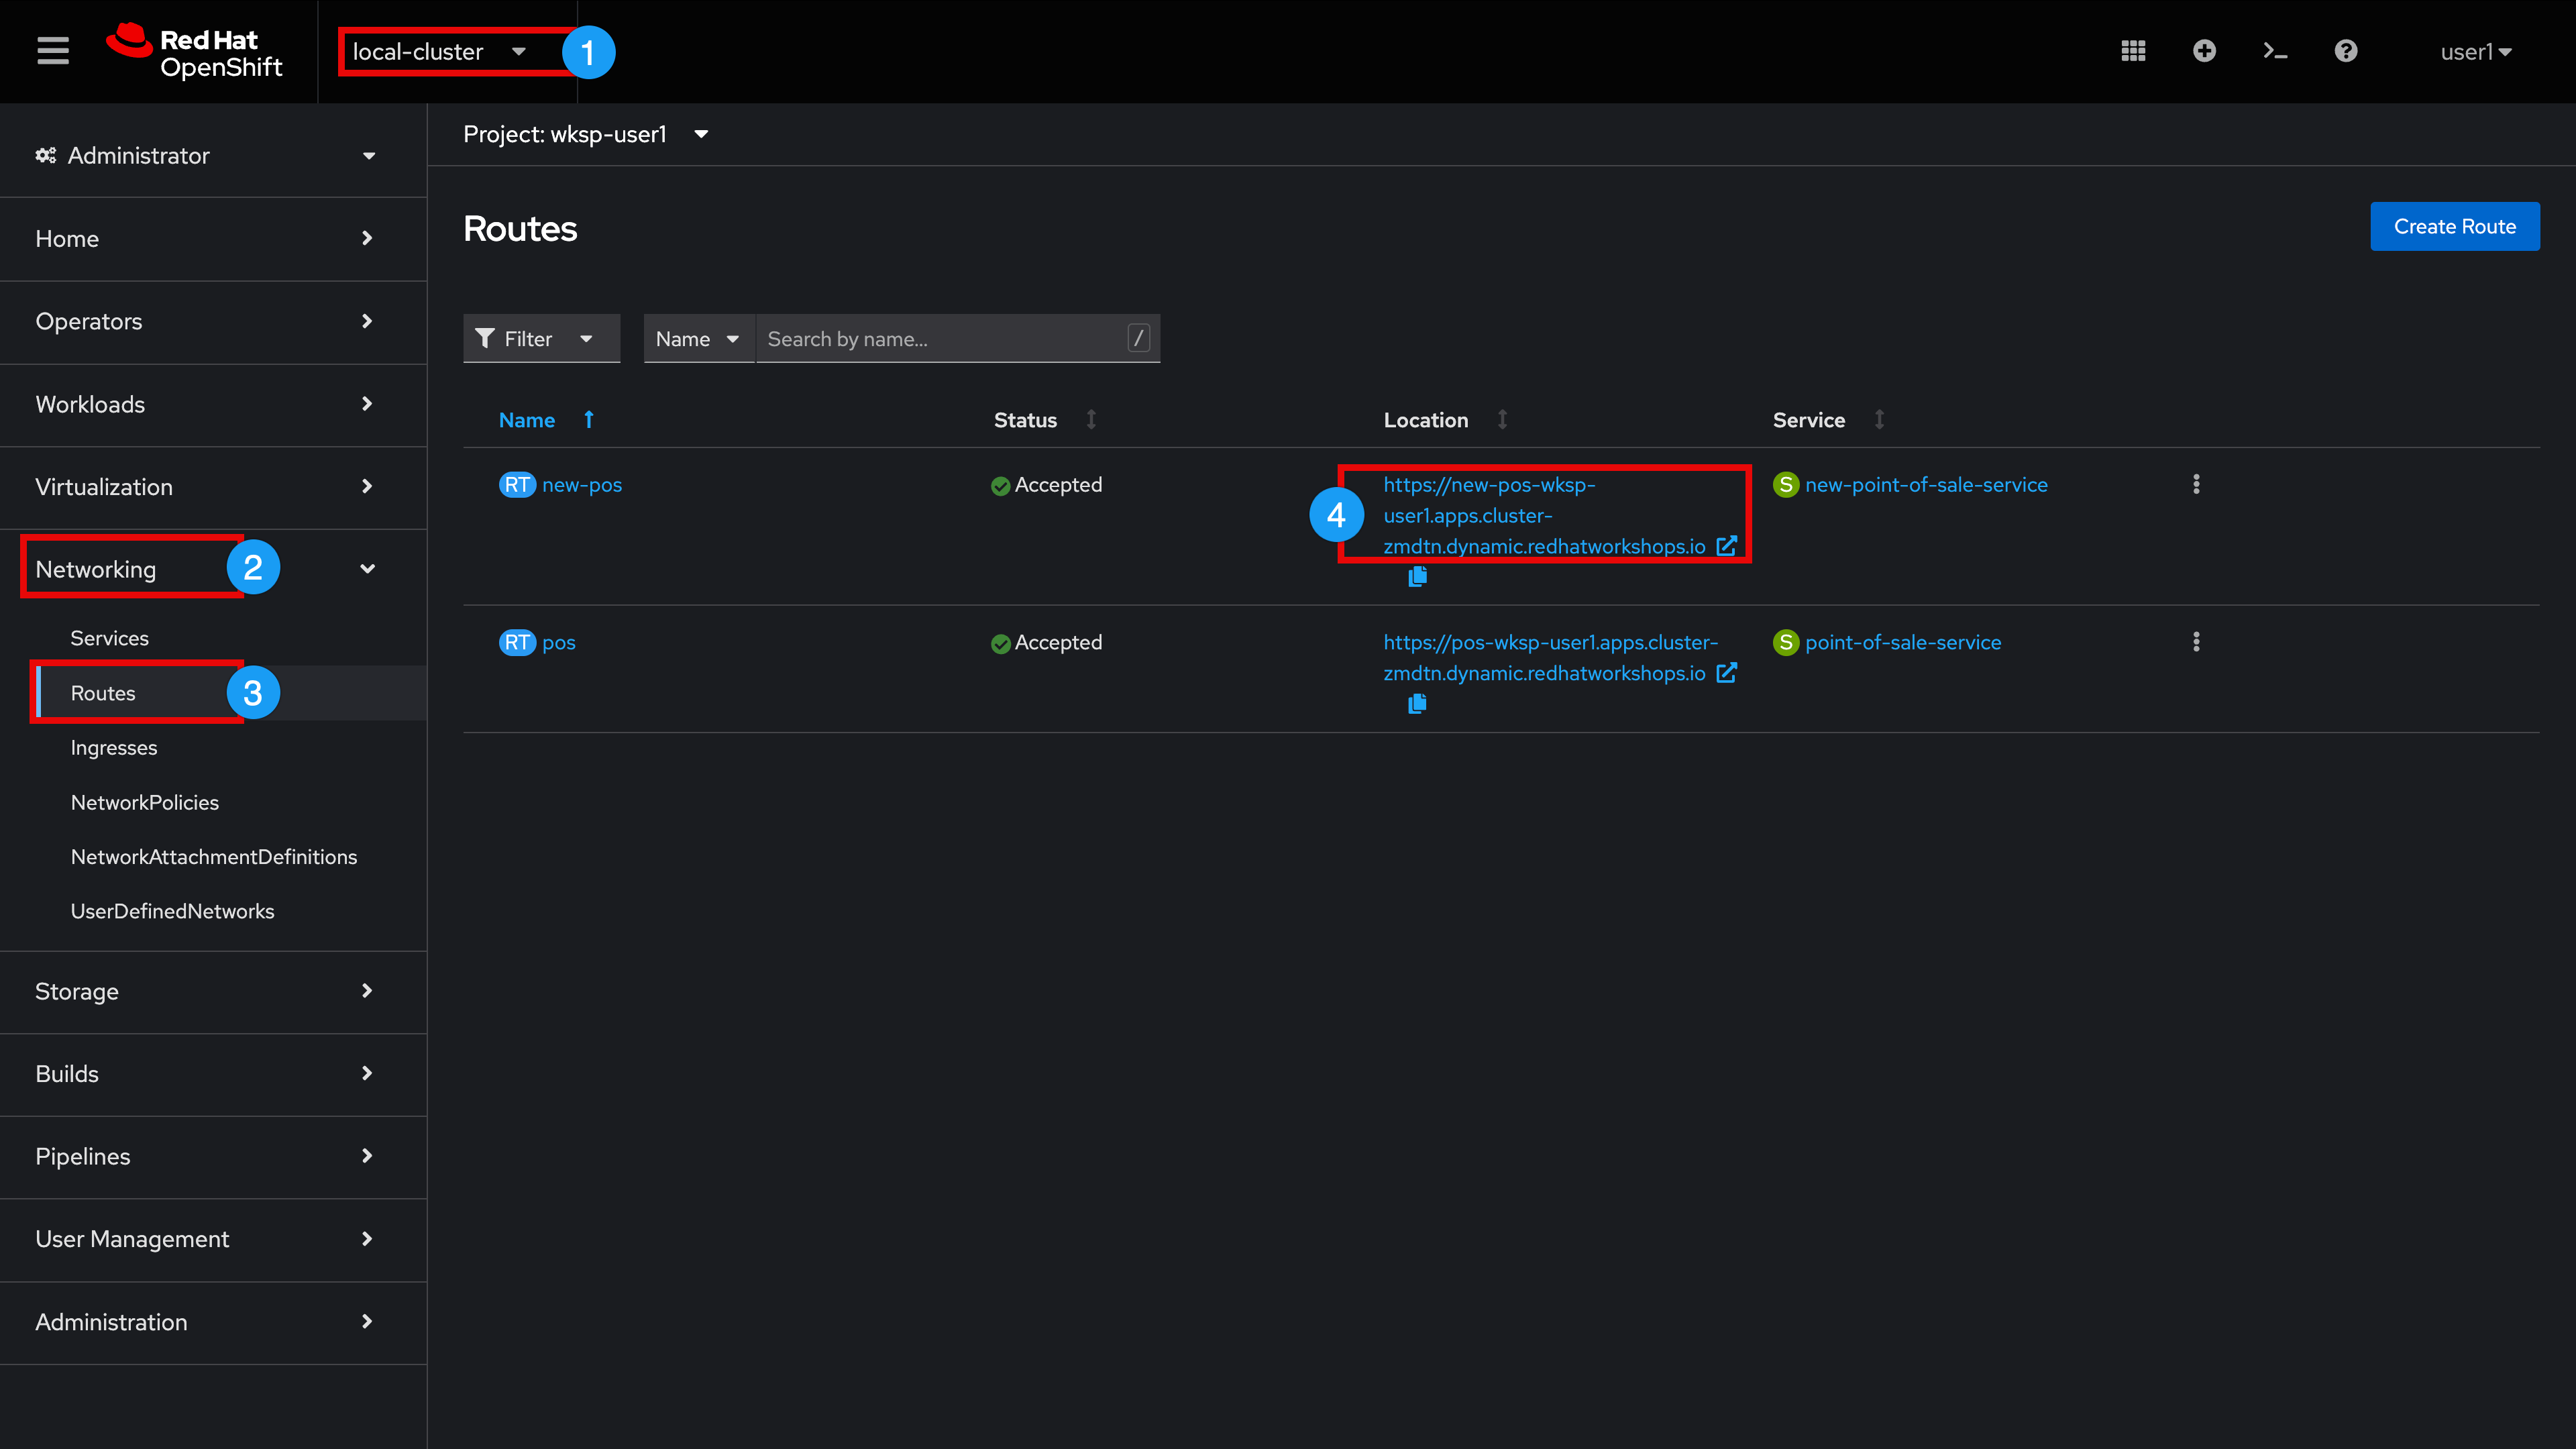 Red Hat
OpenShift
local-cluster
1
user1
Administrator
Home
Operators
Workloads
Virtualization
Networking
2
Services
Routes
3
Ingresses
NetworkPolicies
NetworkAttachmentDefinitions
UserDefinedNetworks
Storage
Builds
Pipelines
User Management
Administration
Project: wksp-user1
Routes
Create Route
Filter
Name
Search by name...
/
Name Status Location Service
RT new-pos
Accepted
4
https://new-pos-wksp-
user1.apps.cluster-
zmdtn.dynamic.redhatworkshops.io
S new-point-of-sale-service
RT pos
Accepted
https://pos-wksp-user1.apps.cluster-
zmdtn.dynamic.redhatworkshops.io
S point-of-sale-service